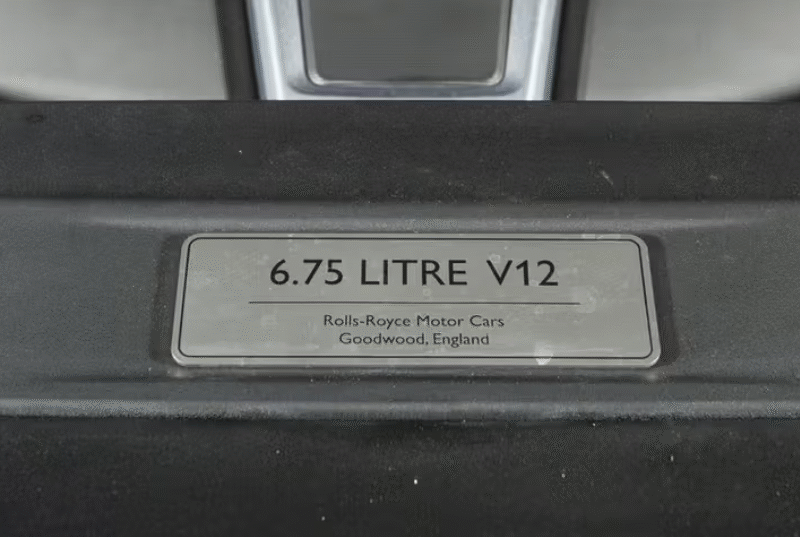 6.75 LITRE V12
Rolls-Royce Motor Cars
Goodwood, England